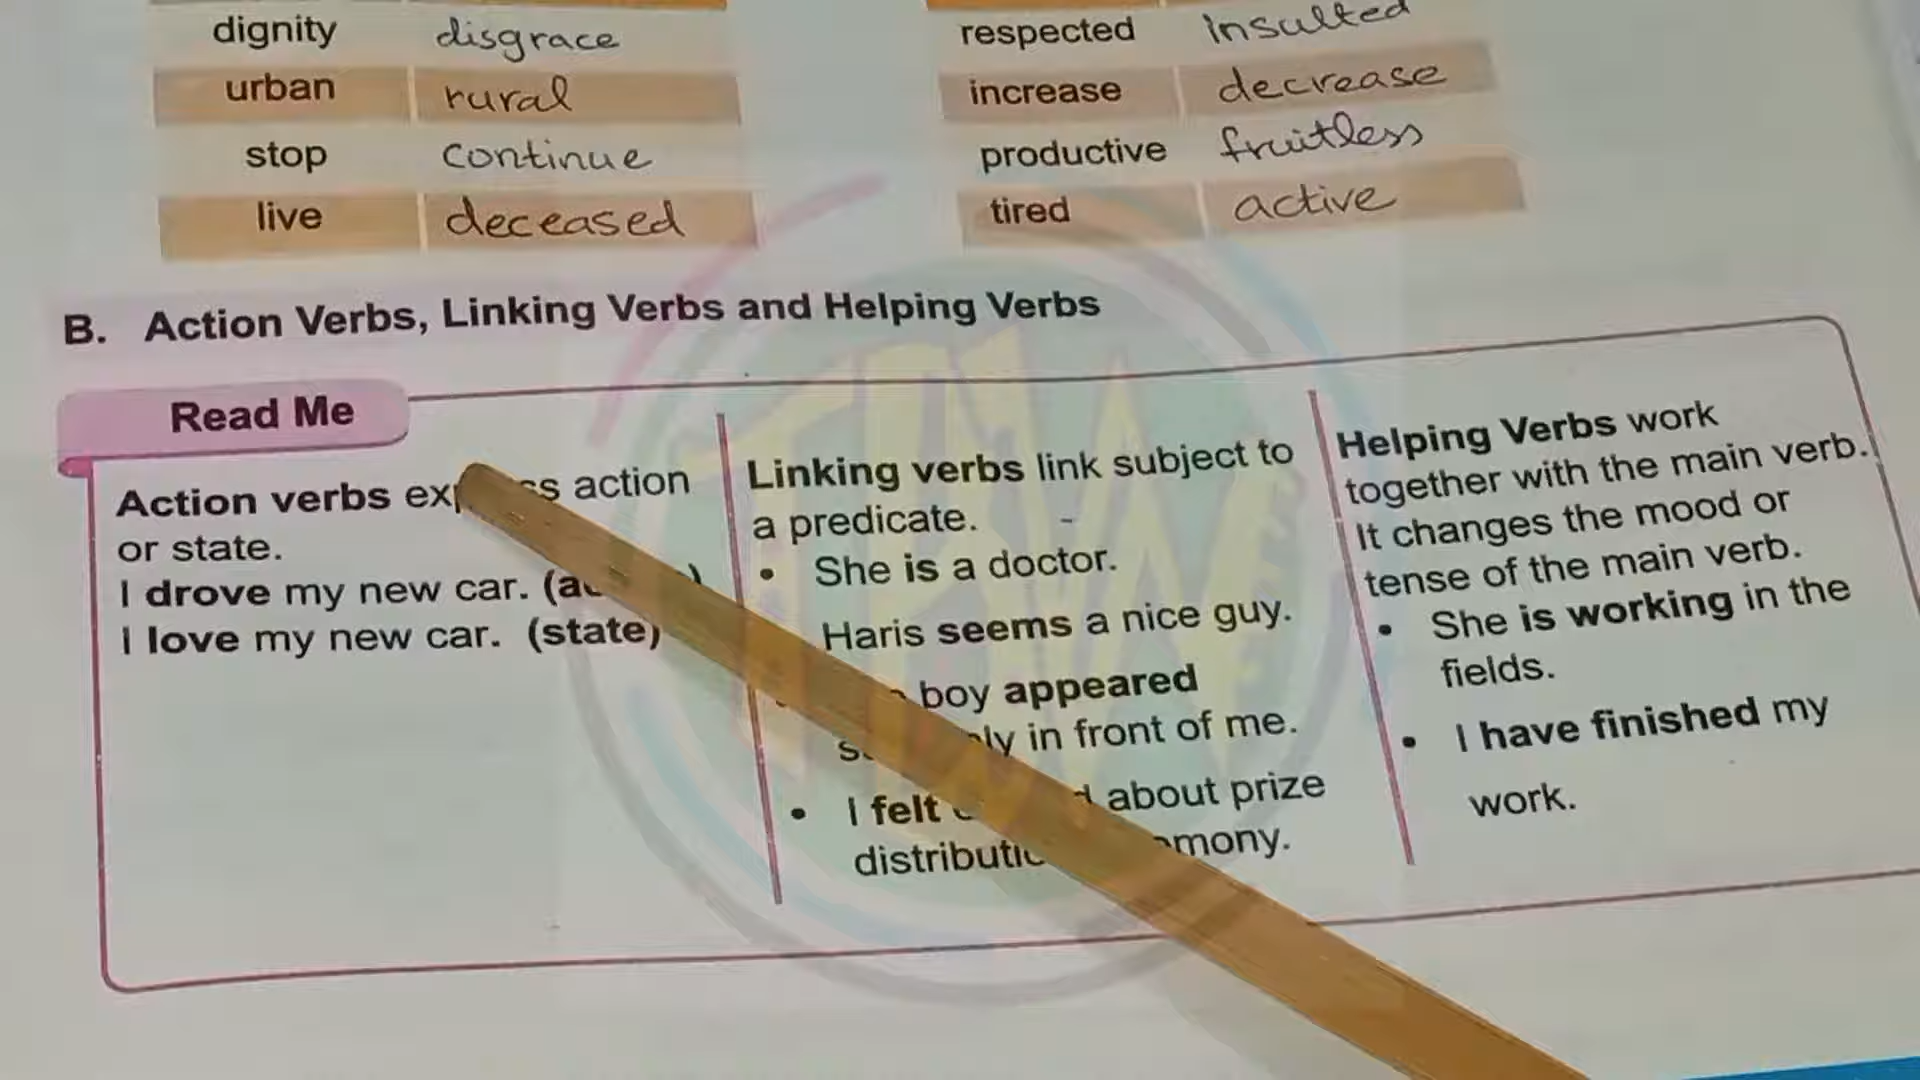 dignity disgrace respected insulted
urban rural increase decrease
stop continue productive fruitless
live deceased tired active
B. Action Verbs, Linking Verbs and Helping Verbs
Read Me
Action verbs action
or state.
I drove my new car.
I love my new car. (state)
Linking verbs link subject to
a predicate.
• She is a doctor.
Haris seems a nice guy.
boy appeared
in front of me.
• I felt about prize
Helping Verbs work
together with the main verb.
It changes the mood or
tense of the main verb.
• She is working in the
fields.
• I have finished my
work.